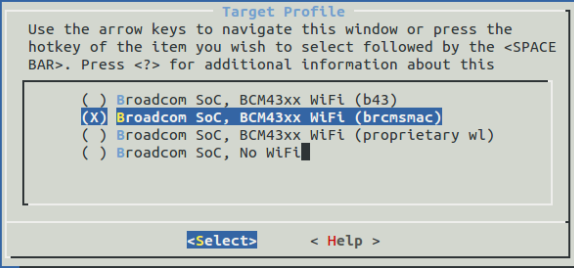 Target Profile
Use the arrow keys to navigate this window or press the
hotkey of the item you wish to select followed by the <SPACE
BAR>. Press <?> for additional information about this
( ) Broadcom SoC, BCM43xx WiFi (b43)
(X) Broadcom SoC, BCM43xx WiFi (brcmsmac)
( ) Broadcom SoC, BCM43xx WiFi (proprietary wl)
( ) Broadcom SoC, No WiFi
<Select> < Help >